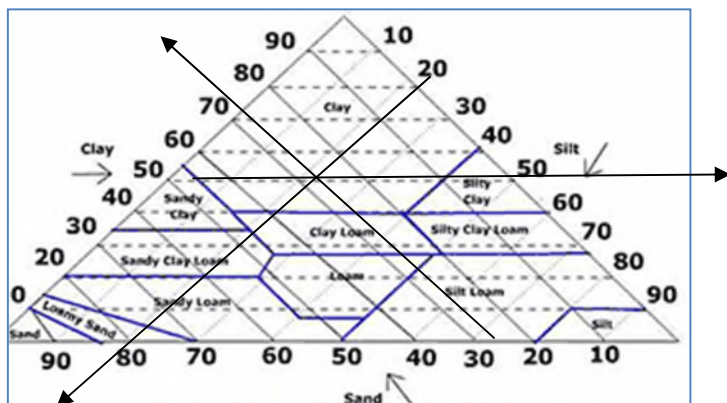 90 10
80 20
Clay
70 30
60 40
Clay 50 50 Silt
40 Sandy Clay Silty Clay 60
30 Clay Loam Silty Clay Loam 70
20 Sandy Clay Loam Loam 80
0 Loamy Sand Sandy Loam Silt Loam 90
Sand Silt
90 80 70 60 50 40 30 20 10
Sand